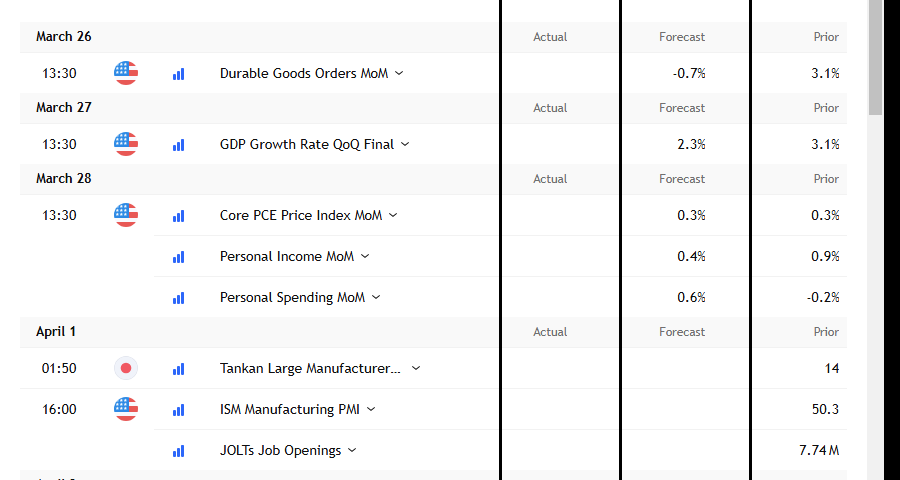 March 26 Actual Forecast Prior
13:30 Durable Goods Orders MoM -0.7% 3.1%
March 27 Actual Forecast Prior
13:30 GDP Growth Rate QoQ Final 2.3% 3.1%
March 28 Actual Forecast Prior
13:30 Core PCE Price Index MoM 0.3% 0.3%
Personal Income MoM 0.4% 0.9%
Personal Spending MoM 0.6% -0.2%
April 1 Actual Forecast Prior
01:50 Tankan Large Manufacturer... 14
16:00 ISM Manufacturing PMI 50.3
JOLTs Job Openings 7.74M